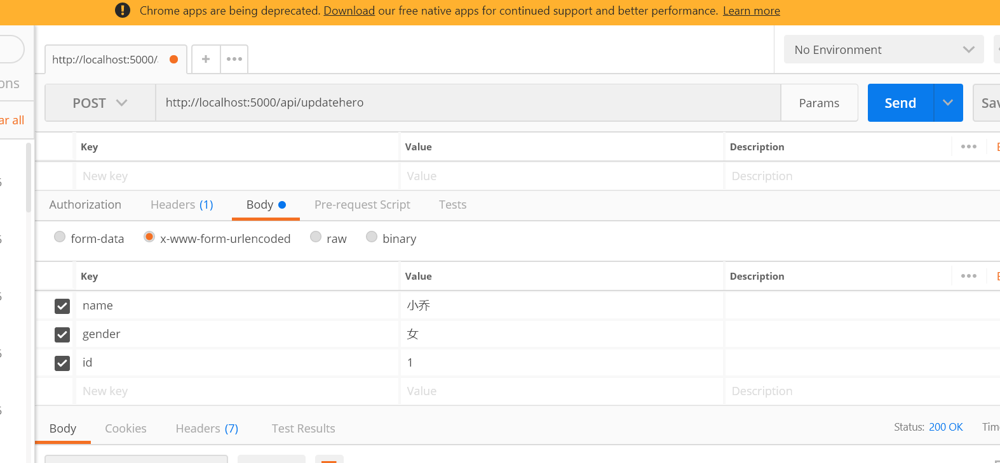 Chrome apps are being deprecated. Download our free native apps for continued support and better performance. Learn more
http://localhost:5000/
No Environment
ons
POST http://localhost:5000/api/updatehero Params Send Sav
ar all
Key Value Description
New key Value Description
Authorization Headers (1) Body Pre-request Script Tests
form-data x-www-form-urlencoded raw binary
Key Value Description
name 小乔
gender 女
id 1
New key Value Description
Body Cookies Headers (7) Test Results Status: 200 OK Tim